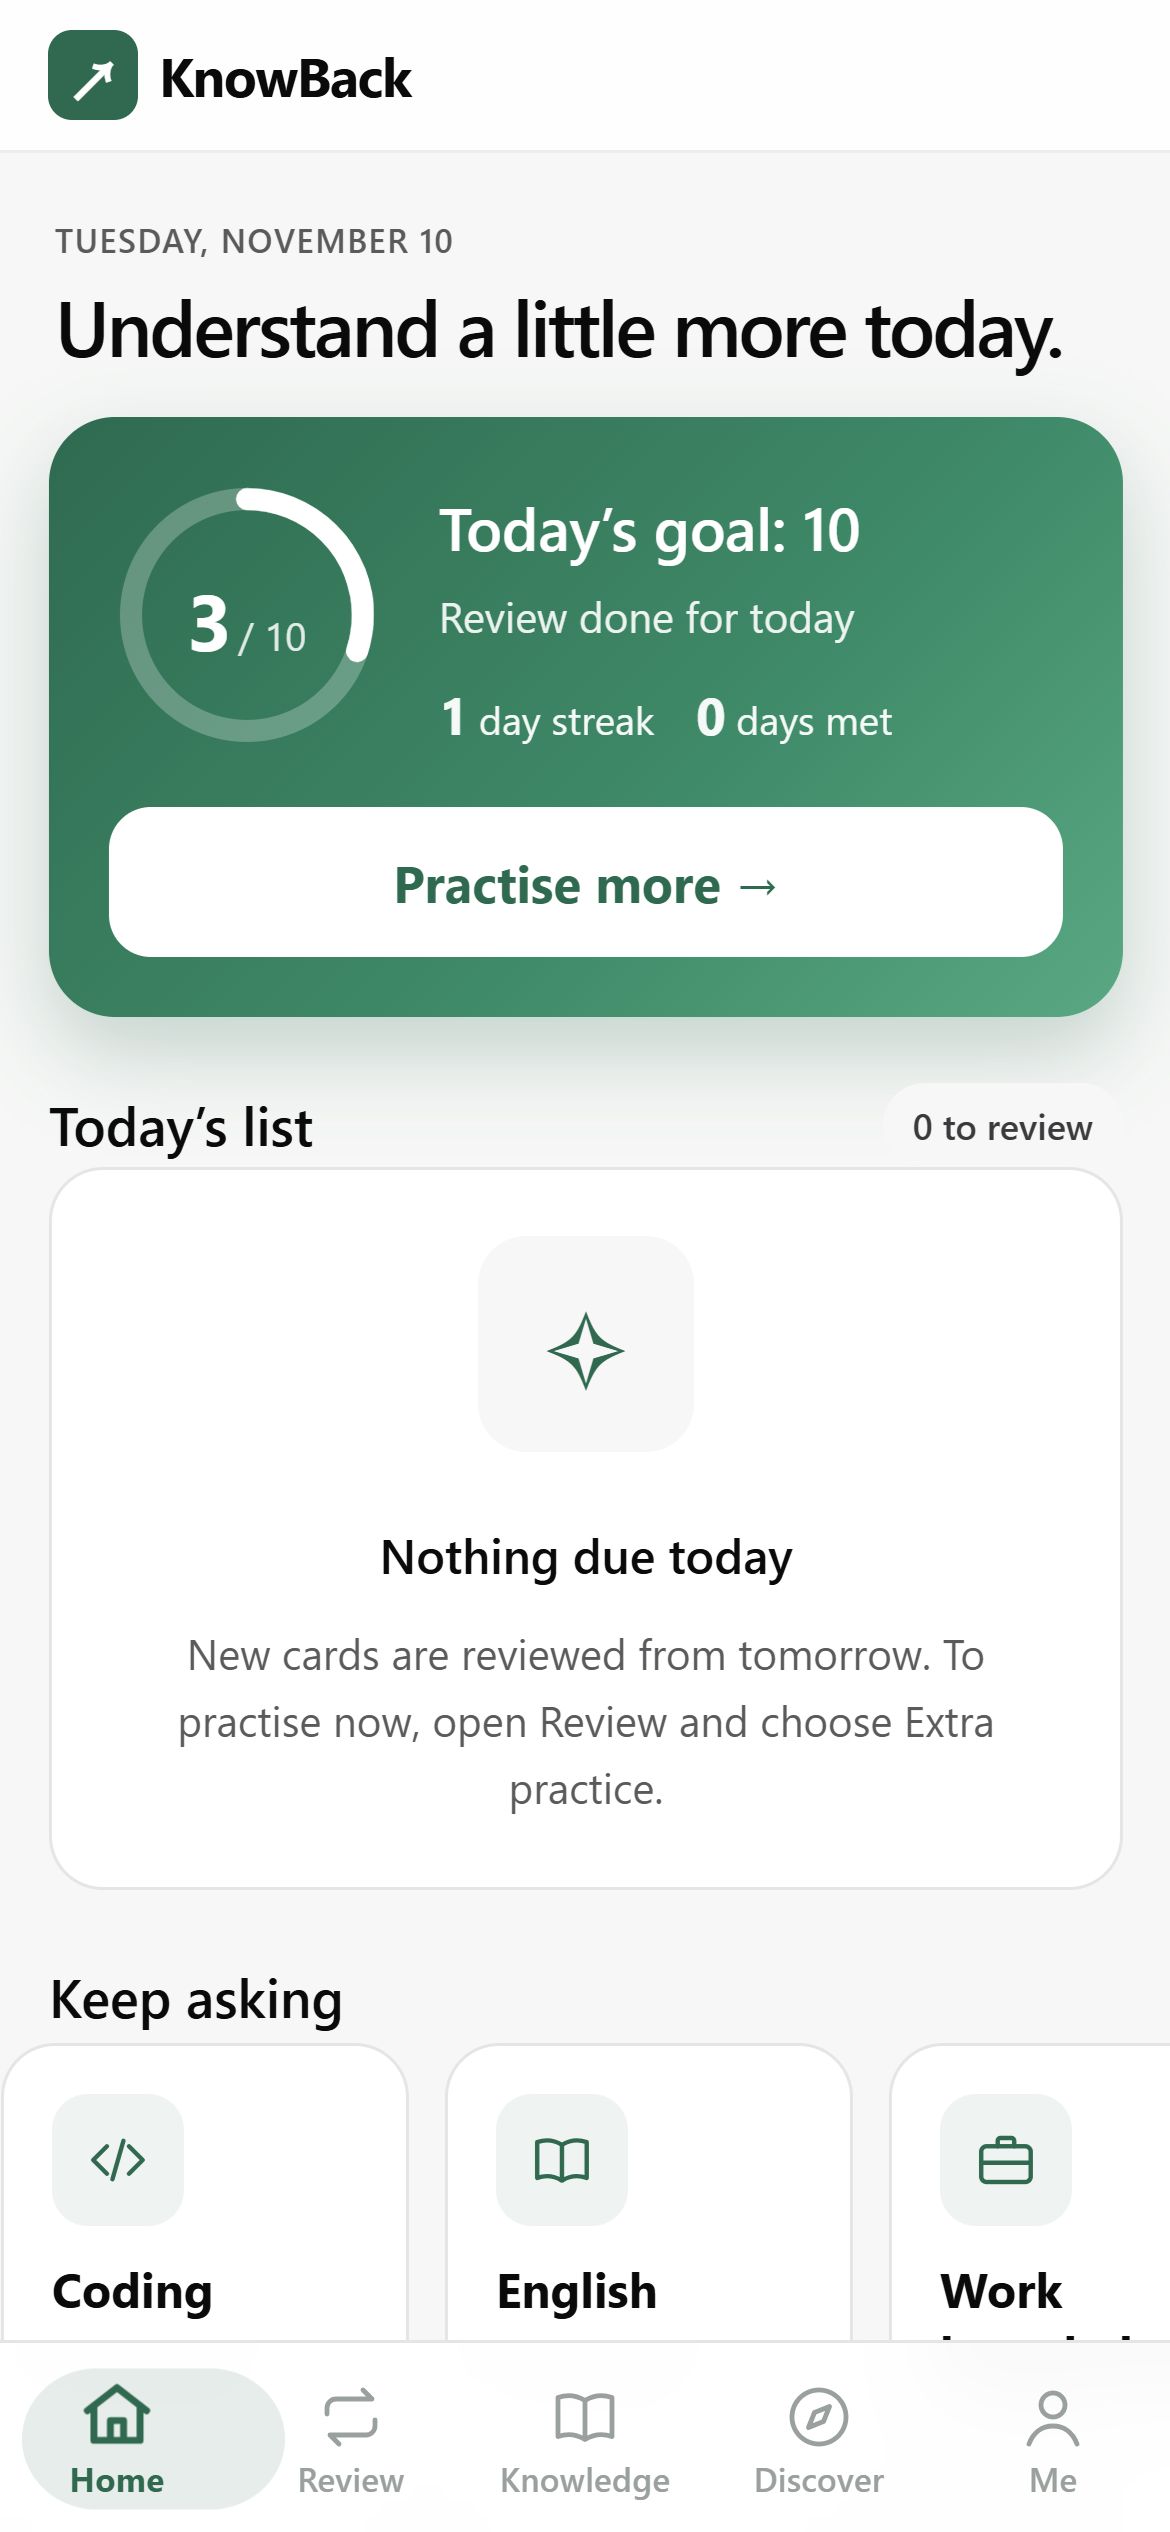 KnowBack
TUESDAY, NOVEMBER 10
Understand a little more today.
3 / 10
Today’s goal: 10
Review done for today
1 day streak 0 days met
Practise more →
Today’s list
0 to review
Nothing due today
New cards are reviewed from tomorrow. To
practise now, open Review and choose Extra
practice.
Keep asking
Coding
English
Work
Home
Review
Knowledge
Discover
Me